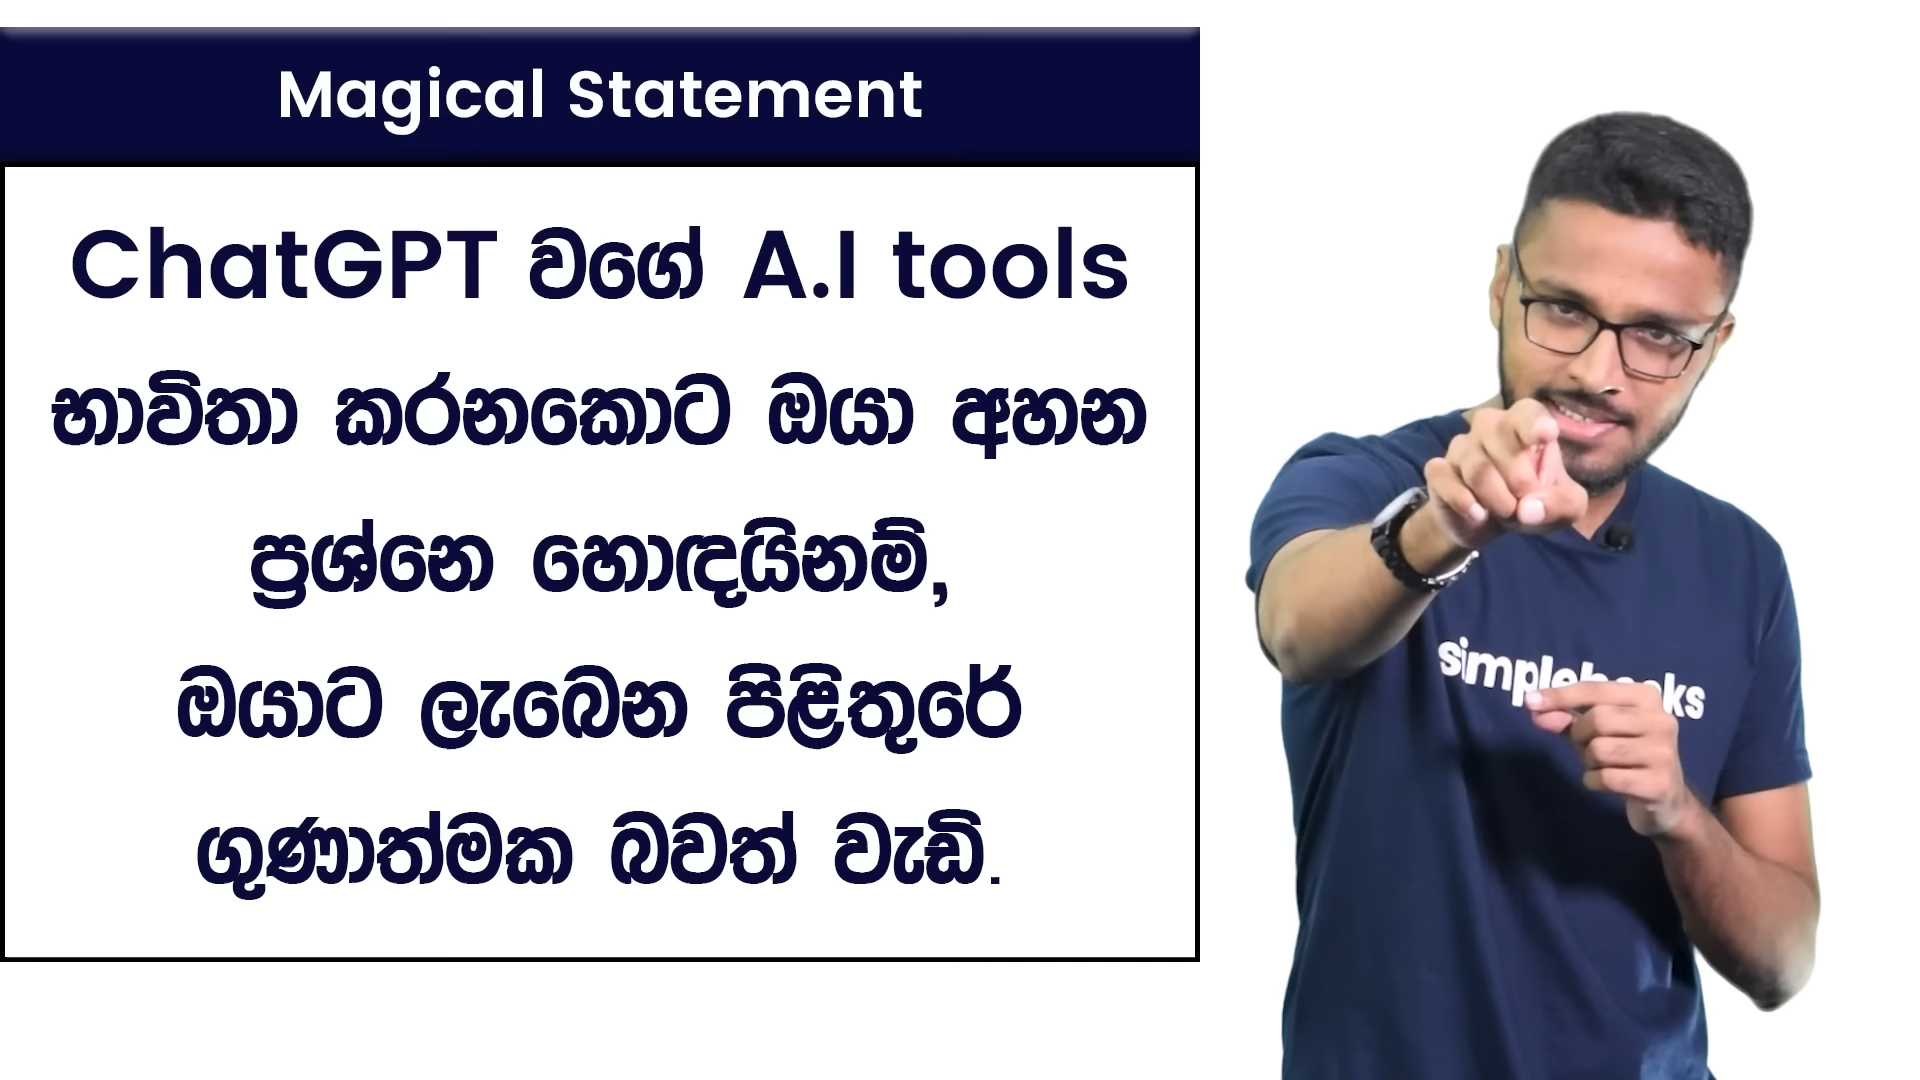 Magical Statement
ChatGPT වගේ A.I tools
භාවිතා කරනකොට ඔයා අහන
ප්‍රශ්නෙ හොඳයිනම්,
ඔයාට ලැබෙන පිළිතුරේ
ගුණාත්මක බවත් වැඩි.
simplebooks